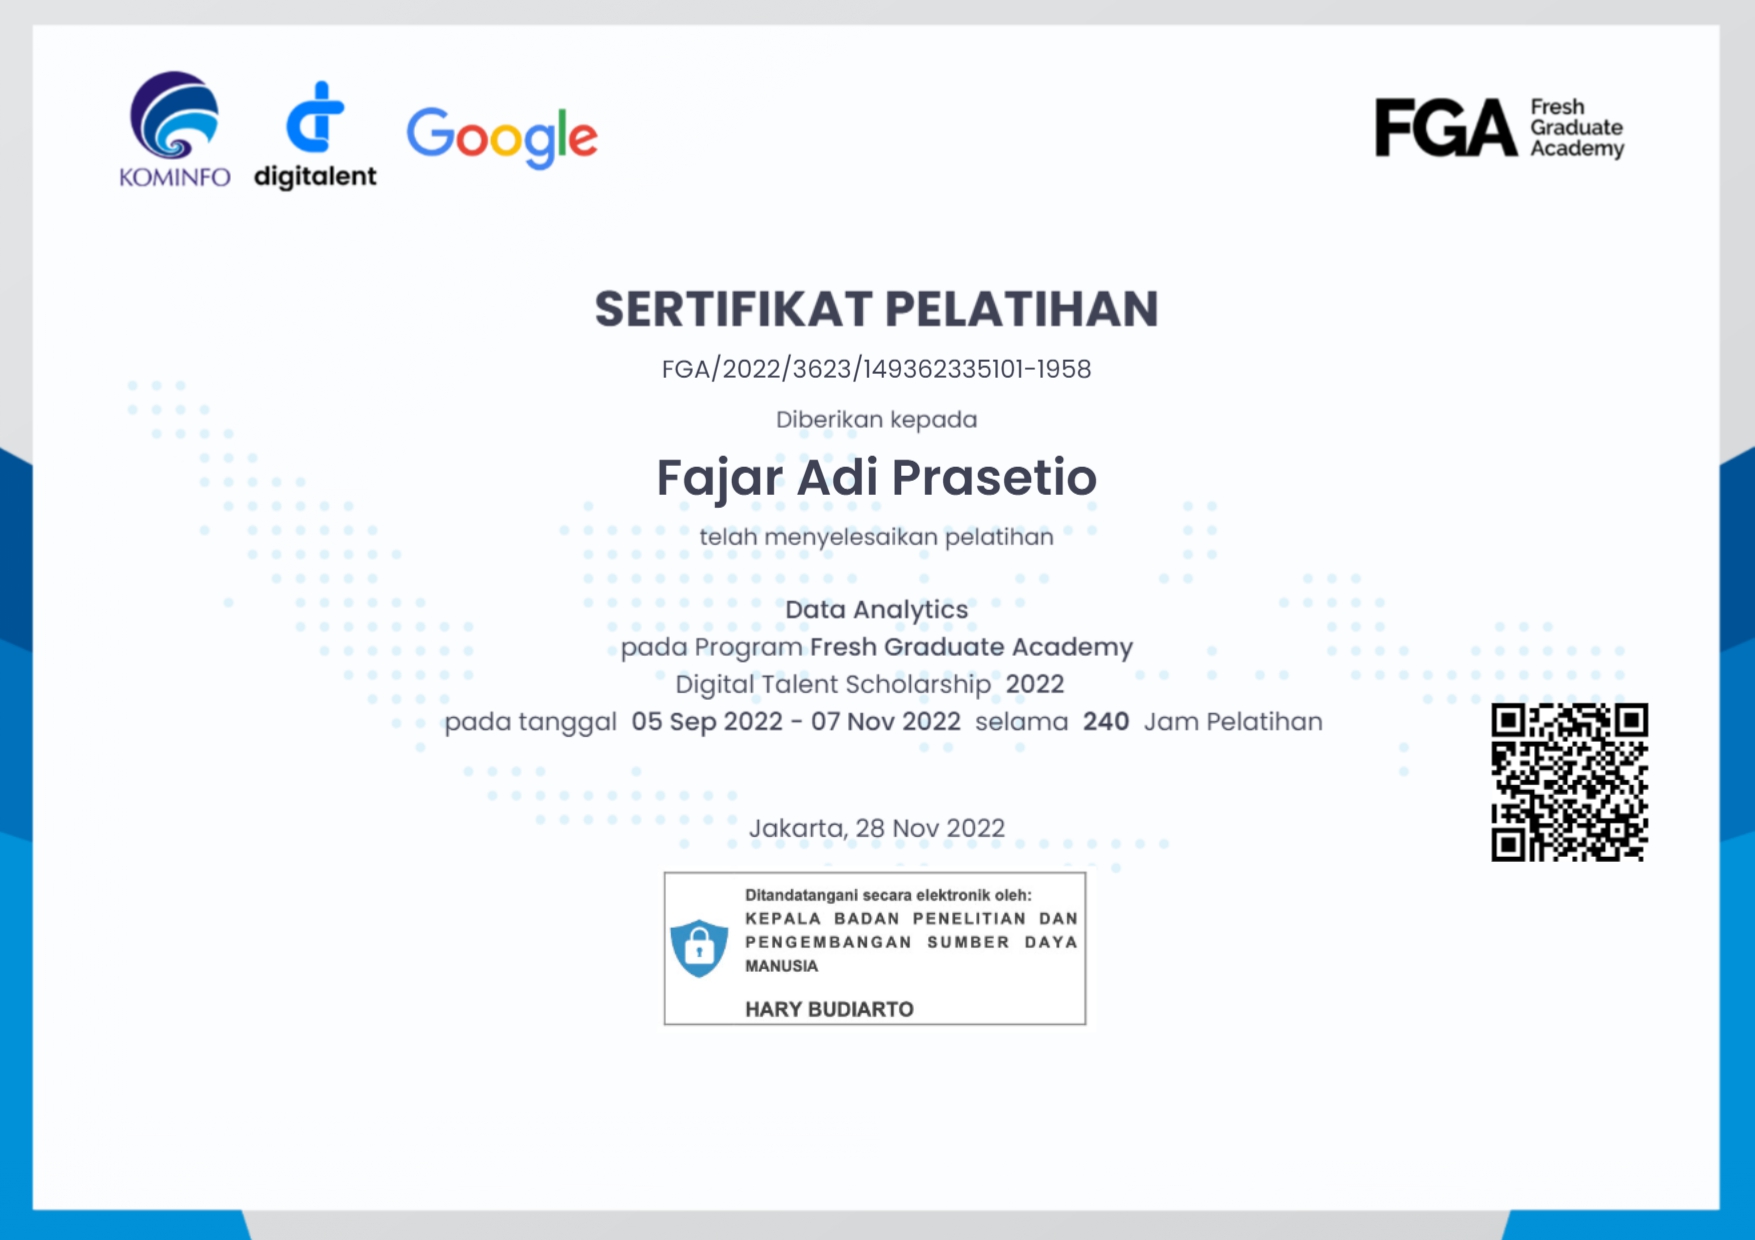 KOMINFO
digitalent
Google
FGA Fresh Graduate Academy
SERTIFIKAT PELATIHAN
FGA/2022/3623/149362335101-1958
Diberikan kepada
Fajar Adi Prasetio
telah menyelesaikan pelatihan
Data Analytics
pada Program Fresh Graduate Academy
Digital Talent Scholarship 2022
pada tanggal 05 Sep 2022 - 07 Nov 2022 selama 240 Jam Pelatihan
Jakarta, 28 Nov 2022
Ditandatangani secara elektronik oleh:
KEPALA BADAN PENELITIAN DAN
PENGEMBANGAN SUMBER DAYA
MANUSIA
HARY BUDIARTO